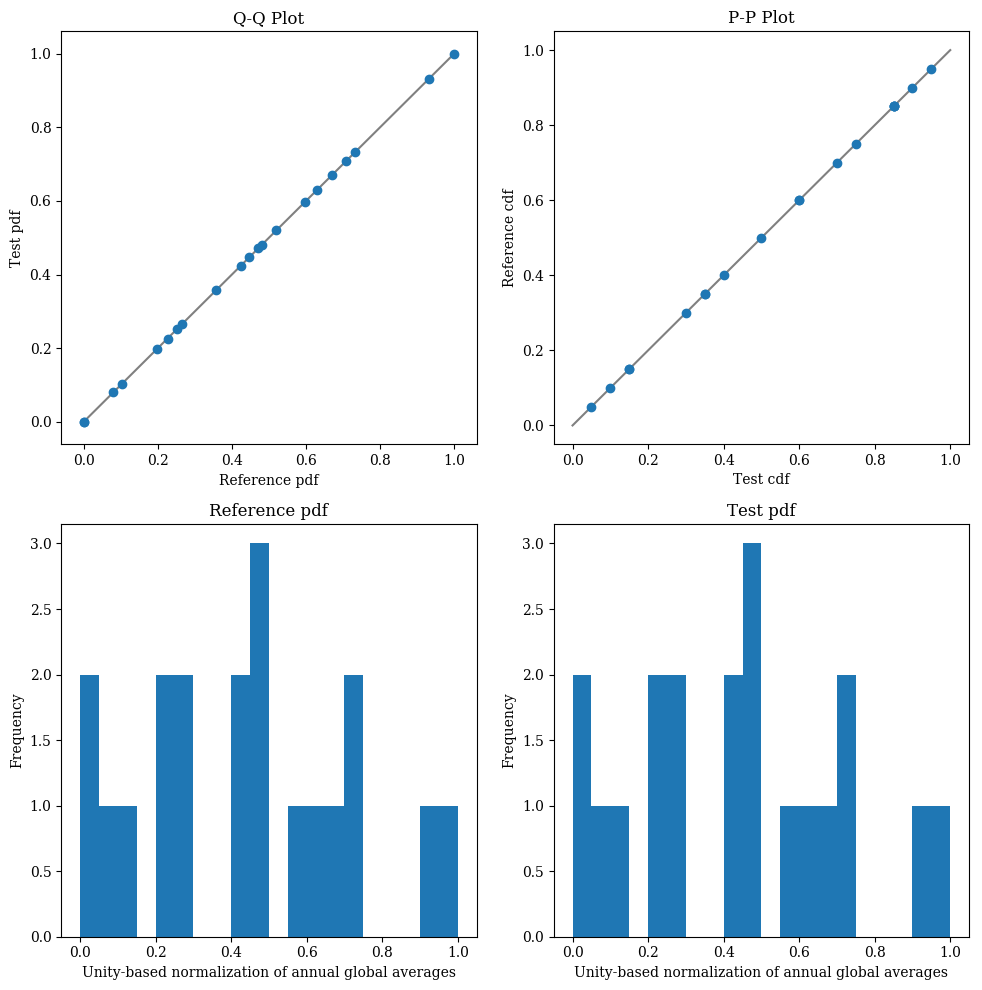 Q-Q Plot
P-P Plot
1.0
0.8
0.6
0.4
0.2
0.0
Test pdf
0.0 0.2 0.4 0.6 0.8 1.0
Reference pdf
1.0
0.8
0.6
0.4
0.2
0.0
Reference cdf
0.0 0.2 0.4 0.6 0.8 1.0
Test cdf
Reference pdf
3.0
2.5
2.0
1.5
1.0
0.5
0.0
Frequency
0.0 0.2 0.4 0.6 0.8 1.0
Unity-based normalization of annual global averages
Test pdf
3.0
2.5
2.0
1.5
1.0
0.5
0.0
Frequency
0.0 0.2 0.4 0.6 0.8 1.0
Unity-based normalization of annual global averages